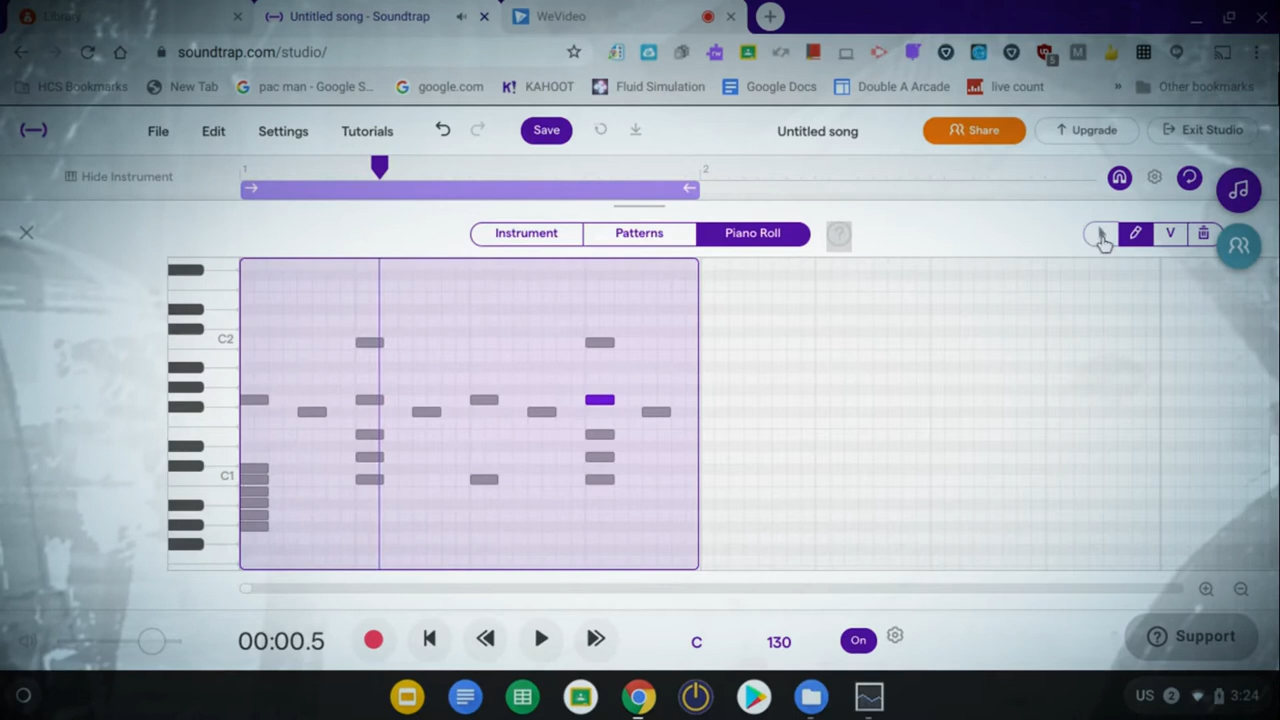 Library
Untitled song - Soundtrap
WeVideo
soundtrap.com/studio/
5
HCS Bookmarks
New Tab
pac man - Google S...
google.com
K! KAHOOT
Fluid Simulation
Google Docs
Double A Arcade
live count
»
Other bookmarks
File
Edit
Settings
Tutorials
Save
Untitled song
Share
Upgrade
Exit Studio
Hide Instrument
1
2
Instrument
Patterns
Piano Roll
?
V
C2
C1
00:00.5
C
130
On
? Support
US
2
3:24